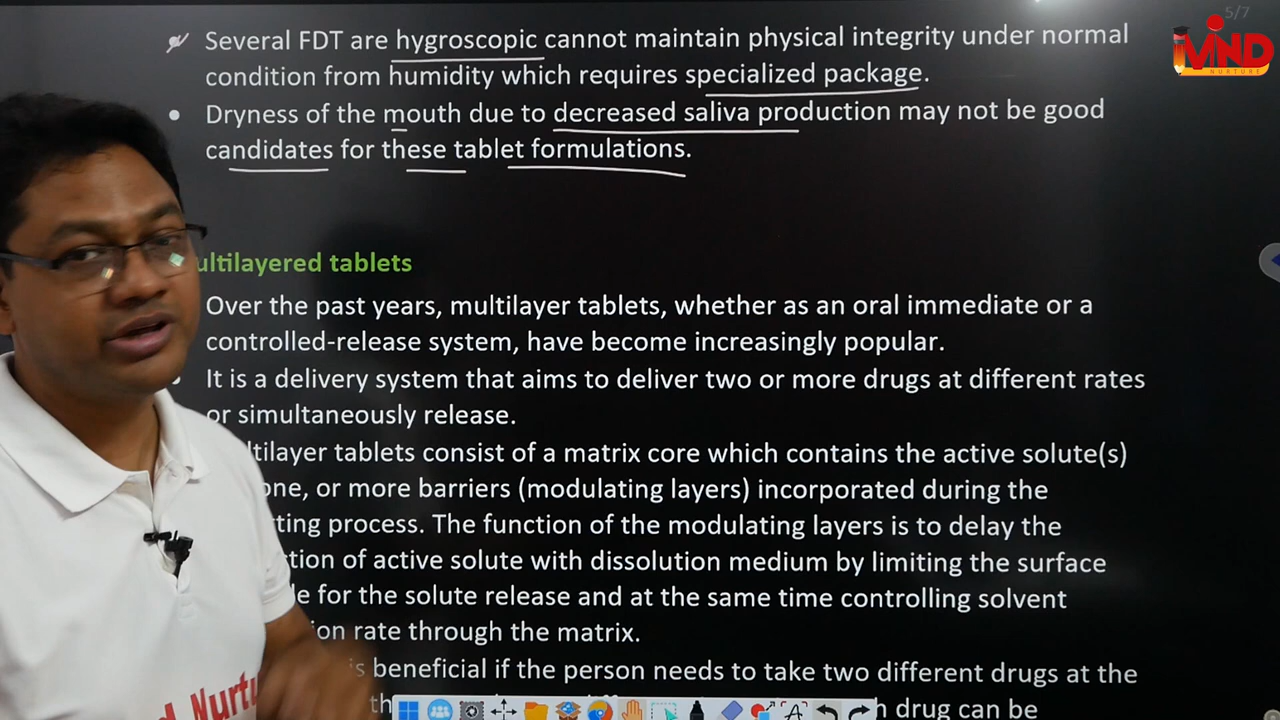 5/7
MIND
NURTURE
Several FDT are hygroscopic cannot maintain physical integrity under normal
condition from humidity which requires specialized package.
• Dryness of the mouth due to decreased saliva production may not be good
candidates for these tablet formulations.
ultilayered tablets
Over the past years, multilayer tablets, whether as an oral immediate or a
controlled-release system, have become increasingly popular.
It is a delivery system that aims to deliver two or more drugs at different rates
or simultaneously release.
tilayer tablets consist of a matrix core which contains the active solute(s)
one, or more barriers (modulating layers) incorporated during the
ting process. The function of the modulating layers is to delay the
tion of active solute with dissolution medium by limiting the surface
le for the solute release and at the same time controlling solvent
ion rate through the matrix.
s beneficial if the person needs to take two different drugs at the
th
h drug can be
d Nurtu